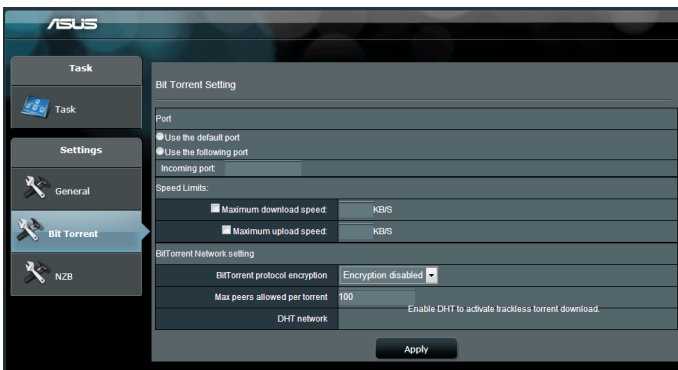 ASUS
Task
Task
Settings
General
Bit Torrent
NZB
Bit Torrent Setting
Port
Use the default port
Use the following port
Incoming port:
Speed Limits:
Maximum download speed: KB/S
Maximum upload speed: KB/S
BitTorrent Network setting
BitTorrent protocol encryption Encryption disabled
Max peers allowed per torrent 100
DHT network Enable DHT to activate trackless torrent download.
Apply